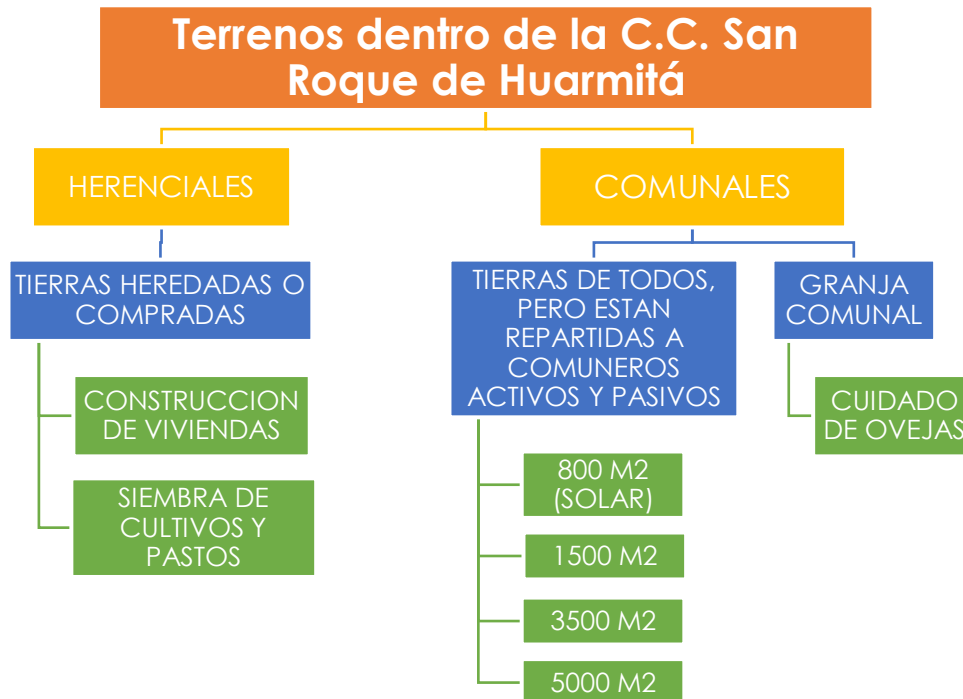 Terrenos dentro de la C.C. San
Roque de Huarmitá
HERENCIALES
TIERRAS HEREDADAS O
COMPRADAS
CONSTRUCCION
DE VIVIENDAS
SIEMBRA DE
CULTIVOS Y
PASTOS
COMUNALES
TIERRAS DE TODOS,
PERO ESTAN
REPARTIDAS A
COMUNEROS
ACTIVOS Y PASIVOS
800 M2
(SOLAR)
1500 M2
3500 M2
5000 M2
GRANJA
COMUNAL
CUIDADO
DE OVEJAS